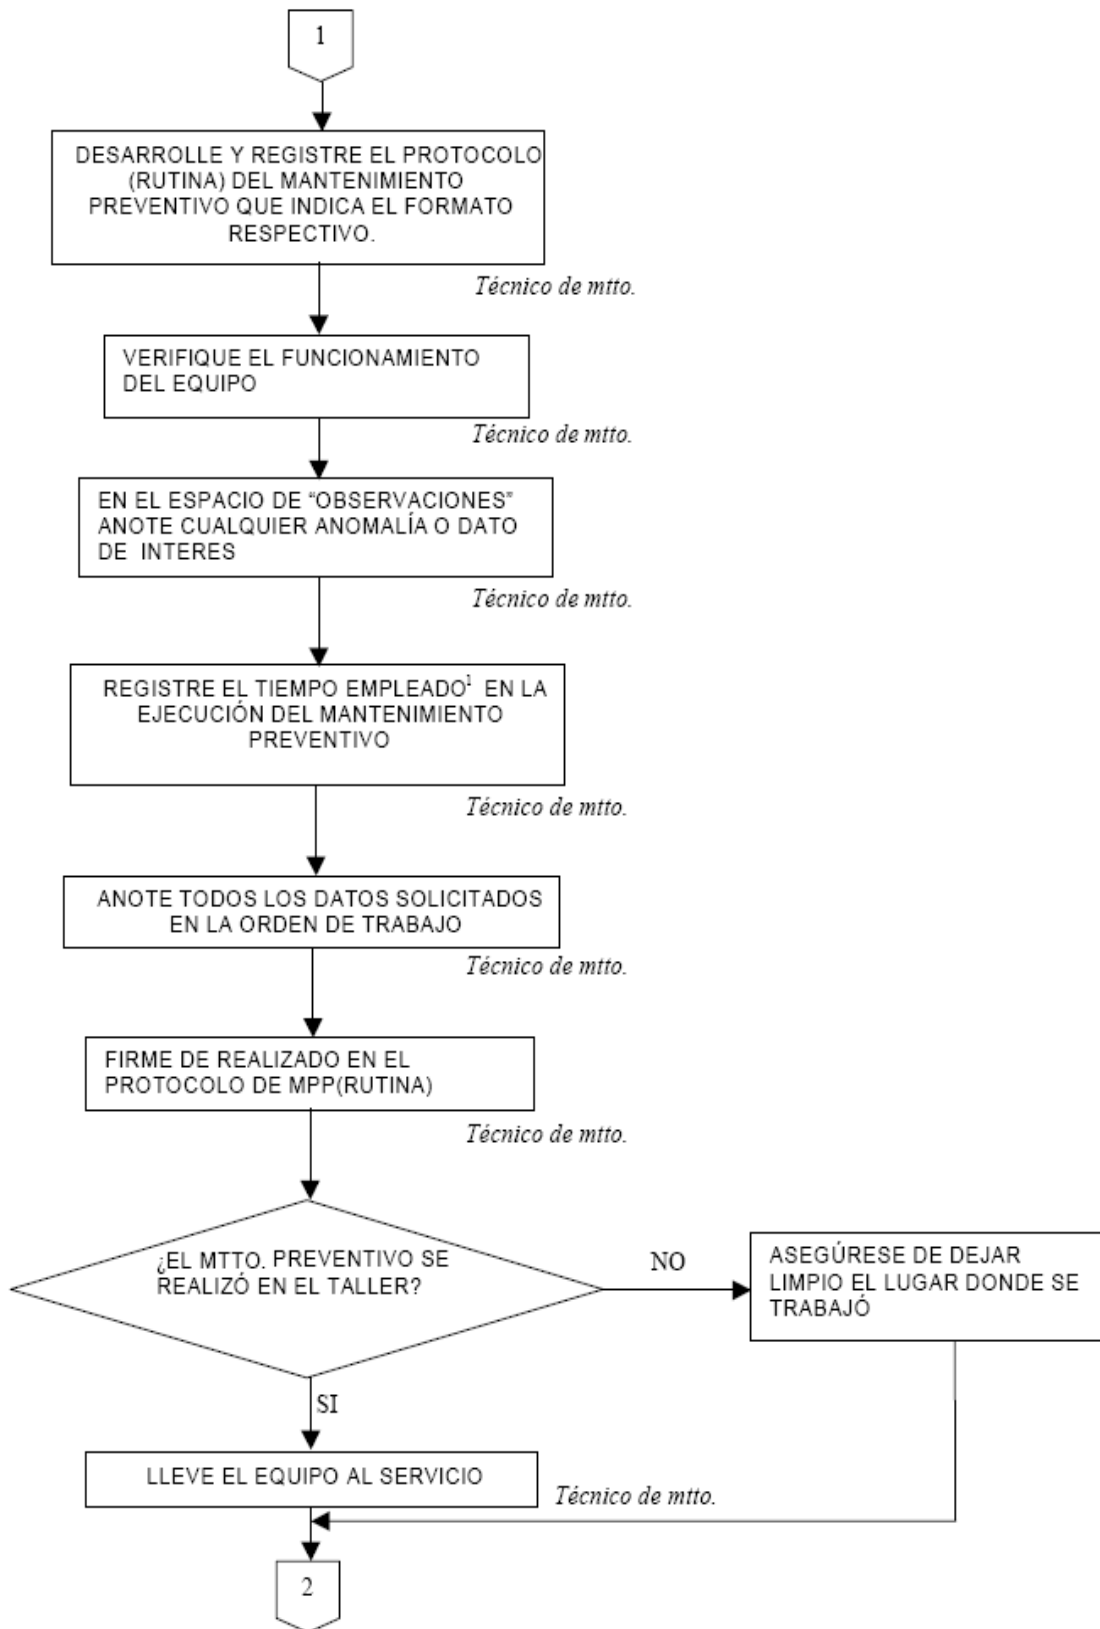 1
DESARROLLE Y REGISTRE EL PROTOCOLO
(RUTINA) DEL MANTENIMIENTO
PREVENTIVO QUE INDICA EL FORMATO
RESPECTIVO.
Técnico de mtto.
VERIFIQUE EL FUNCIONAMIENTO
DEL EQUIPO
Técnico de mtto.
EN EL ESPACIO DE “OBSERVACIONES”
ANOTE CUALQUIER ANOMALÍA O DATO
DE INTERES
Técnico de mtto.
REGISTRE EL TIEMPO EMPLEADO¹ EN LA
EJECUCIÓN DEL MANTENIMIENTO
PREVENTIVO
Técnico de mtto.
ANOTE TODOS LOS DATOS SOLICITADOS
EN LA ORDEN DE TRABAJO
Técnico de mtto.
FIRME DE REALIZADO EN EL
PROTOCOLO DE MPP(RUTINA)
Técnico de mtto.
¿EL MTTO. PREVENTIVO SE
REALIZÓ EN EL TALLER?
NO
ASEGÚRESE DE DEJAR
LIMPIO EL LUGAR DONDE SE
TRABAJÓ
SI
LLEVE EL EQUIPO AL SERVICIO
Técnico de mtto.
2